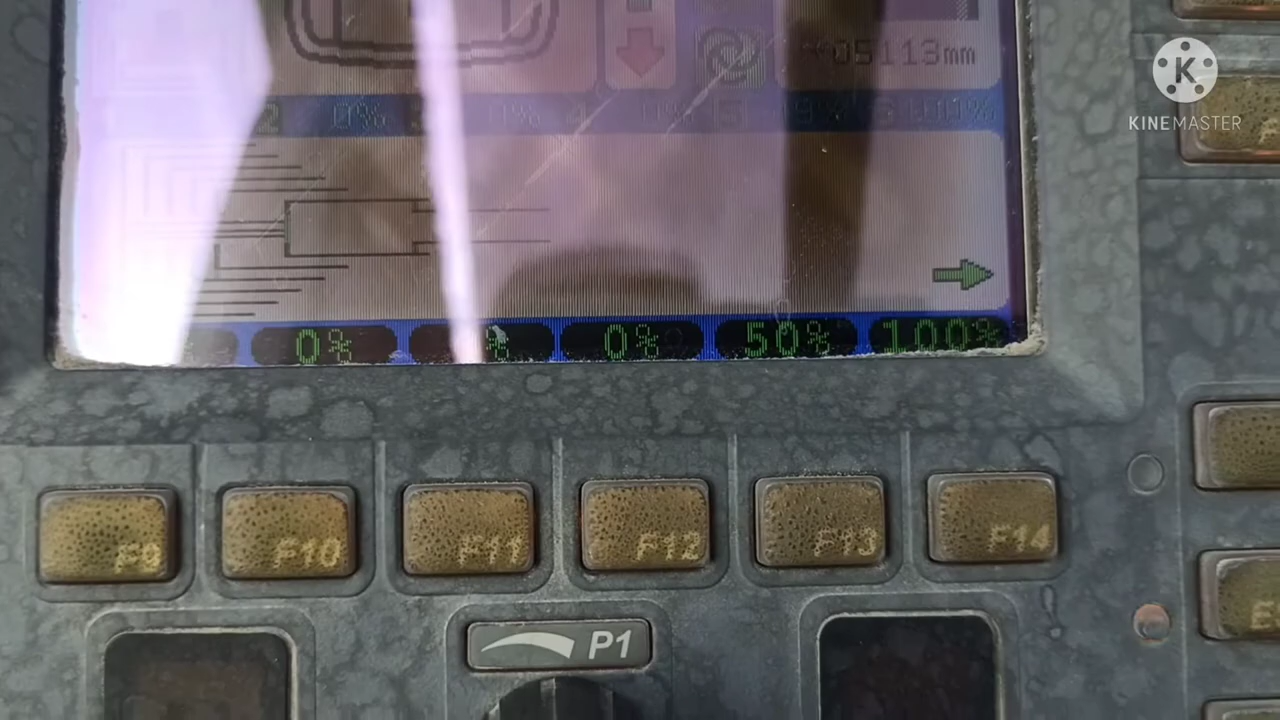 05113mm
K
KINEMASTER
0% % 0% 50% 100%
F9 F10 F11 F12 F13 F14
P1